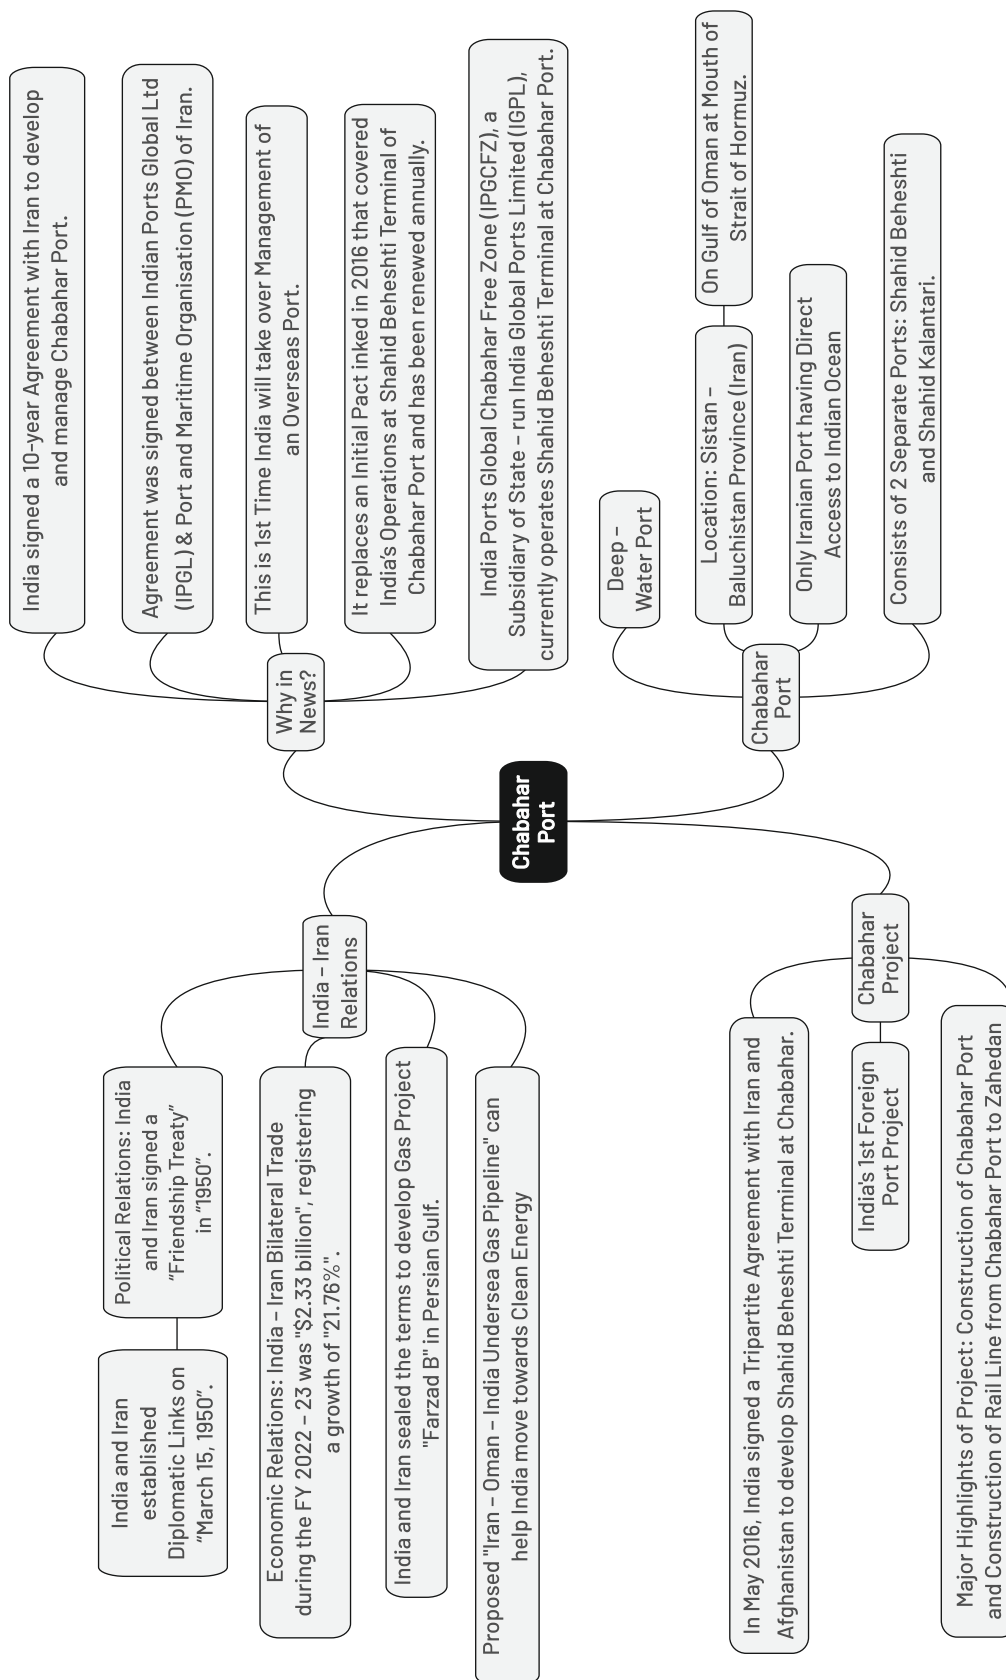 Chabahar
Port
Why in
News?
India signed a 10-year Agreement with Iran to develop
and manage Chabahar Port.
Agreement was signed between Indian Ports Global Ltd
(IPGL) & Port and Maritime Organisation (PMO) of Iran.
This is 1st Time India will take over Management of
an Overseas Port.
It replaces an Initial Pact inked in 2016 that covered
India's Operations at Shahid Beheshti Terminal of
Chabahar Port and has been renewed annually.
India Ports Global Chabahar Free Zone (IPGCFZ), a
Subsidiary of State - run India Global Ports Limited (IGPL),
currently operates Shahid Beheshti Terminal at Chabahar Port.
Chabahar
Port
Deep -
Water Port
Location: Sistan -
Baluchistan Province (Iran)
On Gulf of Oman at Mouth of
Strait of Hormuz.
Only Iranian Port having Direct
Access to Indian Ocean
Consists of 2 Separate Ports: Shahid Beheshti
and Shahid Kalantari.
India - Iran
Relations
Political Relations: India
and Iran signed a
"Friendship Treaty"
in "1950".
India and Iran
established
Diplomatic Links on
"March 15, 1950".
Economic Relations: India - Iran Bilateral Trade
during the FY 2022 - 23 was "$2.33 billion", registering
a growth of "21.76%".
India and Iran sealed the terms to develop Gas Project
"Farzad B" in Persian Gulf.
Proposed "Iran - Oman - India Undersea Gas Pipeline" can
help India move towards Clean Energy
Chabahar
Project
In May 2016, India signed a Tripartite Agreement with Iran and
Afghanistan to develop Shahid Beheshti Terminal at Chabahar.
India's 1st Foreign
Port Project
Major Highlights of Project: Construction of Chabahar Port
and Construction of Rail Line from Chabahar Port to Zahedan